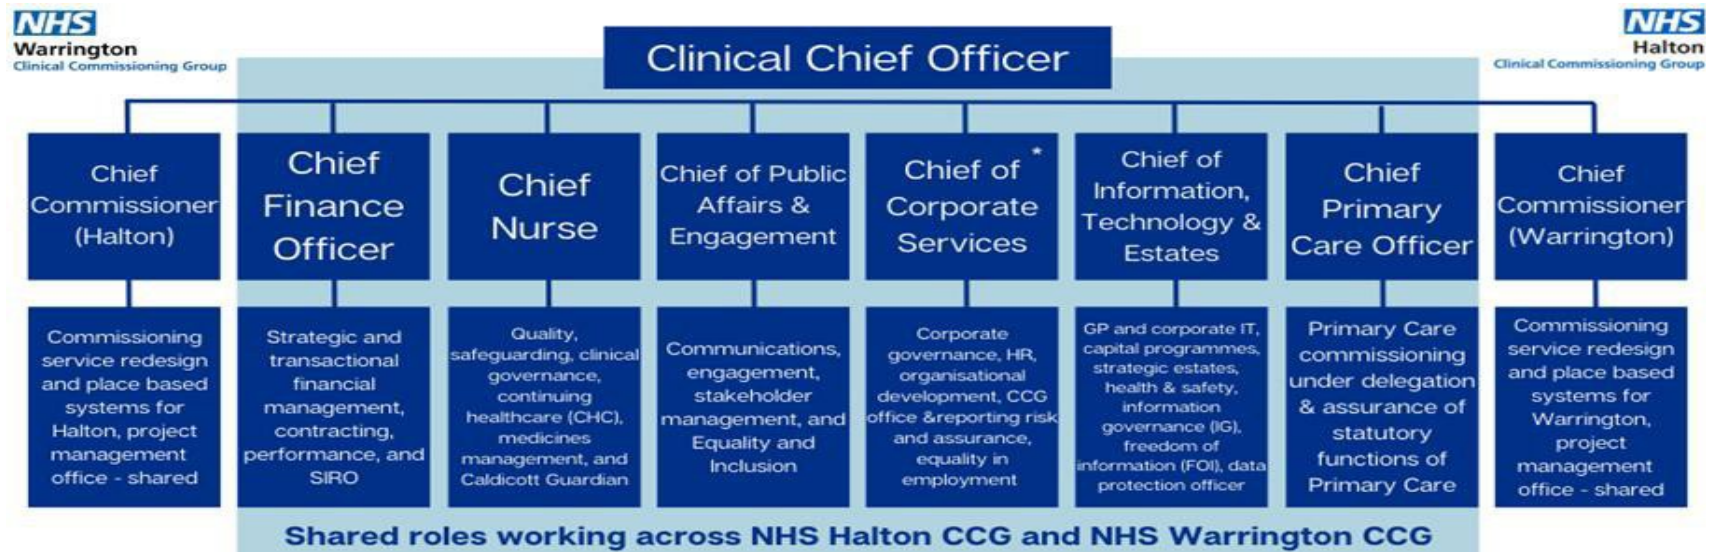 NHS
Warrington
Clinical Commissioning Group
NHS
Halton
Clinical Commissioning Group
Clinical Chief Officer
Chief
Commissioner
(Halton)
Chief
Finance
Officer
Chief
Nurse
Chief of Public
Affairs &
Engagement
Chief of *
Corporate
Services
Chief of
Information,
Technology &
Estates
Chief
Primary
Care Officer
Chief
Commissioner
(Warrington)
Commissioning
service redesign
and place based
systems for
Halton, project
management
office - shared
Strategic and
transactional
financial
management,
contracting,
performance, and
SIRO
Quality,
safeguarding, clinical
governance,
continuing
healthcare (CHC),
medicines
management, and
Caldicott Guardian
Communications,
engagement,
stakeholder
management, and
Equality and
Inclusion
Corporate
governance, HR,
organisational
development, CCG
office &reporting risk
and assurance,
equality in
employment
GP and corporate IT,
capital programmes,
strategic estates,
health & safety,
information
governance (IG),
freedom of
information (FOI), data
protection officer
Primary Care
commissioning
under delegation
& assurance of
statutory
functions of
Primary Care
Commissioning
service redesign
and place based
systems for
Warrington,
project
management
office - shared
Shared roles working across NHS Halton CCG and NHS Warrington CCG